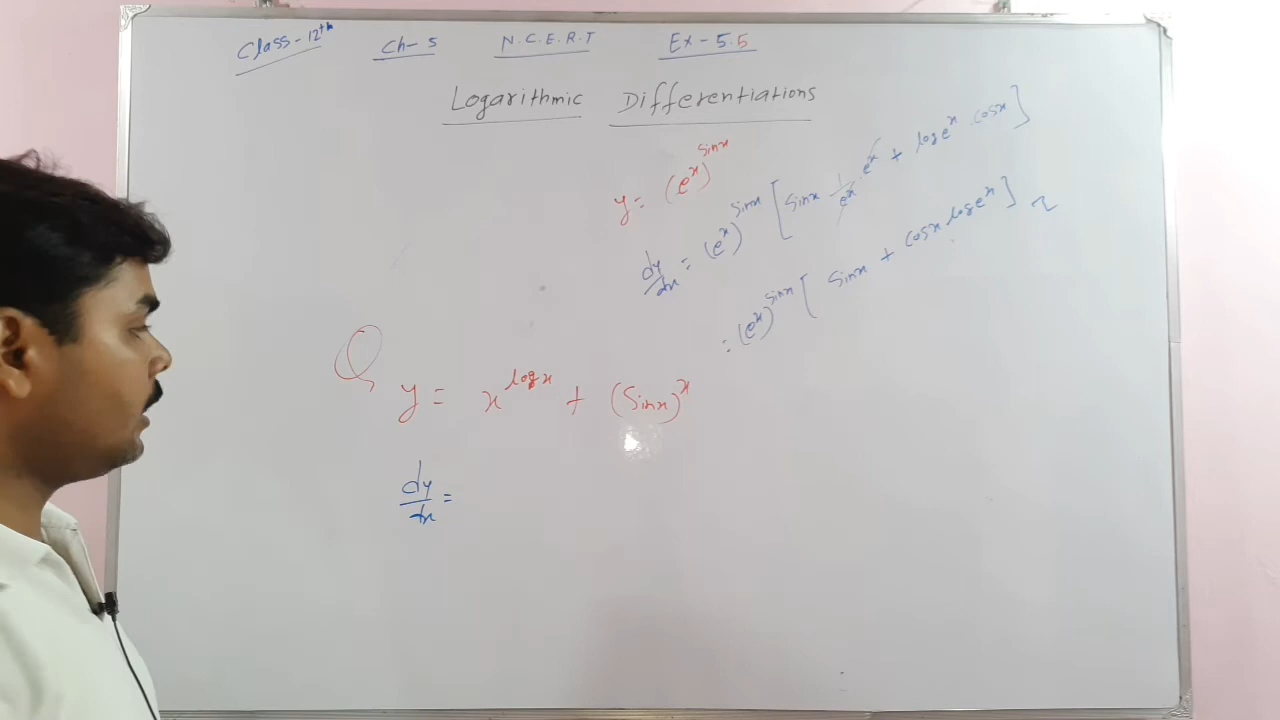 Class-12th Ch-5 N.C.E.R.T Ex-5.5
Logarithmic Differentiations
y = (e^x)^sinx
dy/dx = (e^x)^sinx [sinx 1/e^x . e^x + log e^x . cosx]
= (e^x)^sinx [ sinx + cosx log e^x ]
Q
y = x^logx + (sinx)^x
dy/dx =